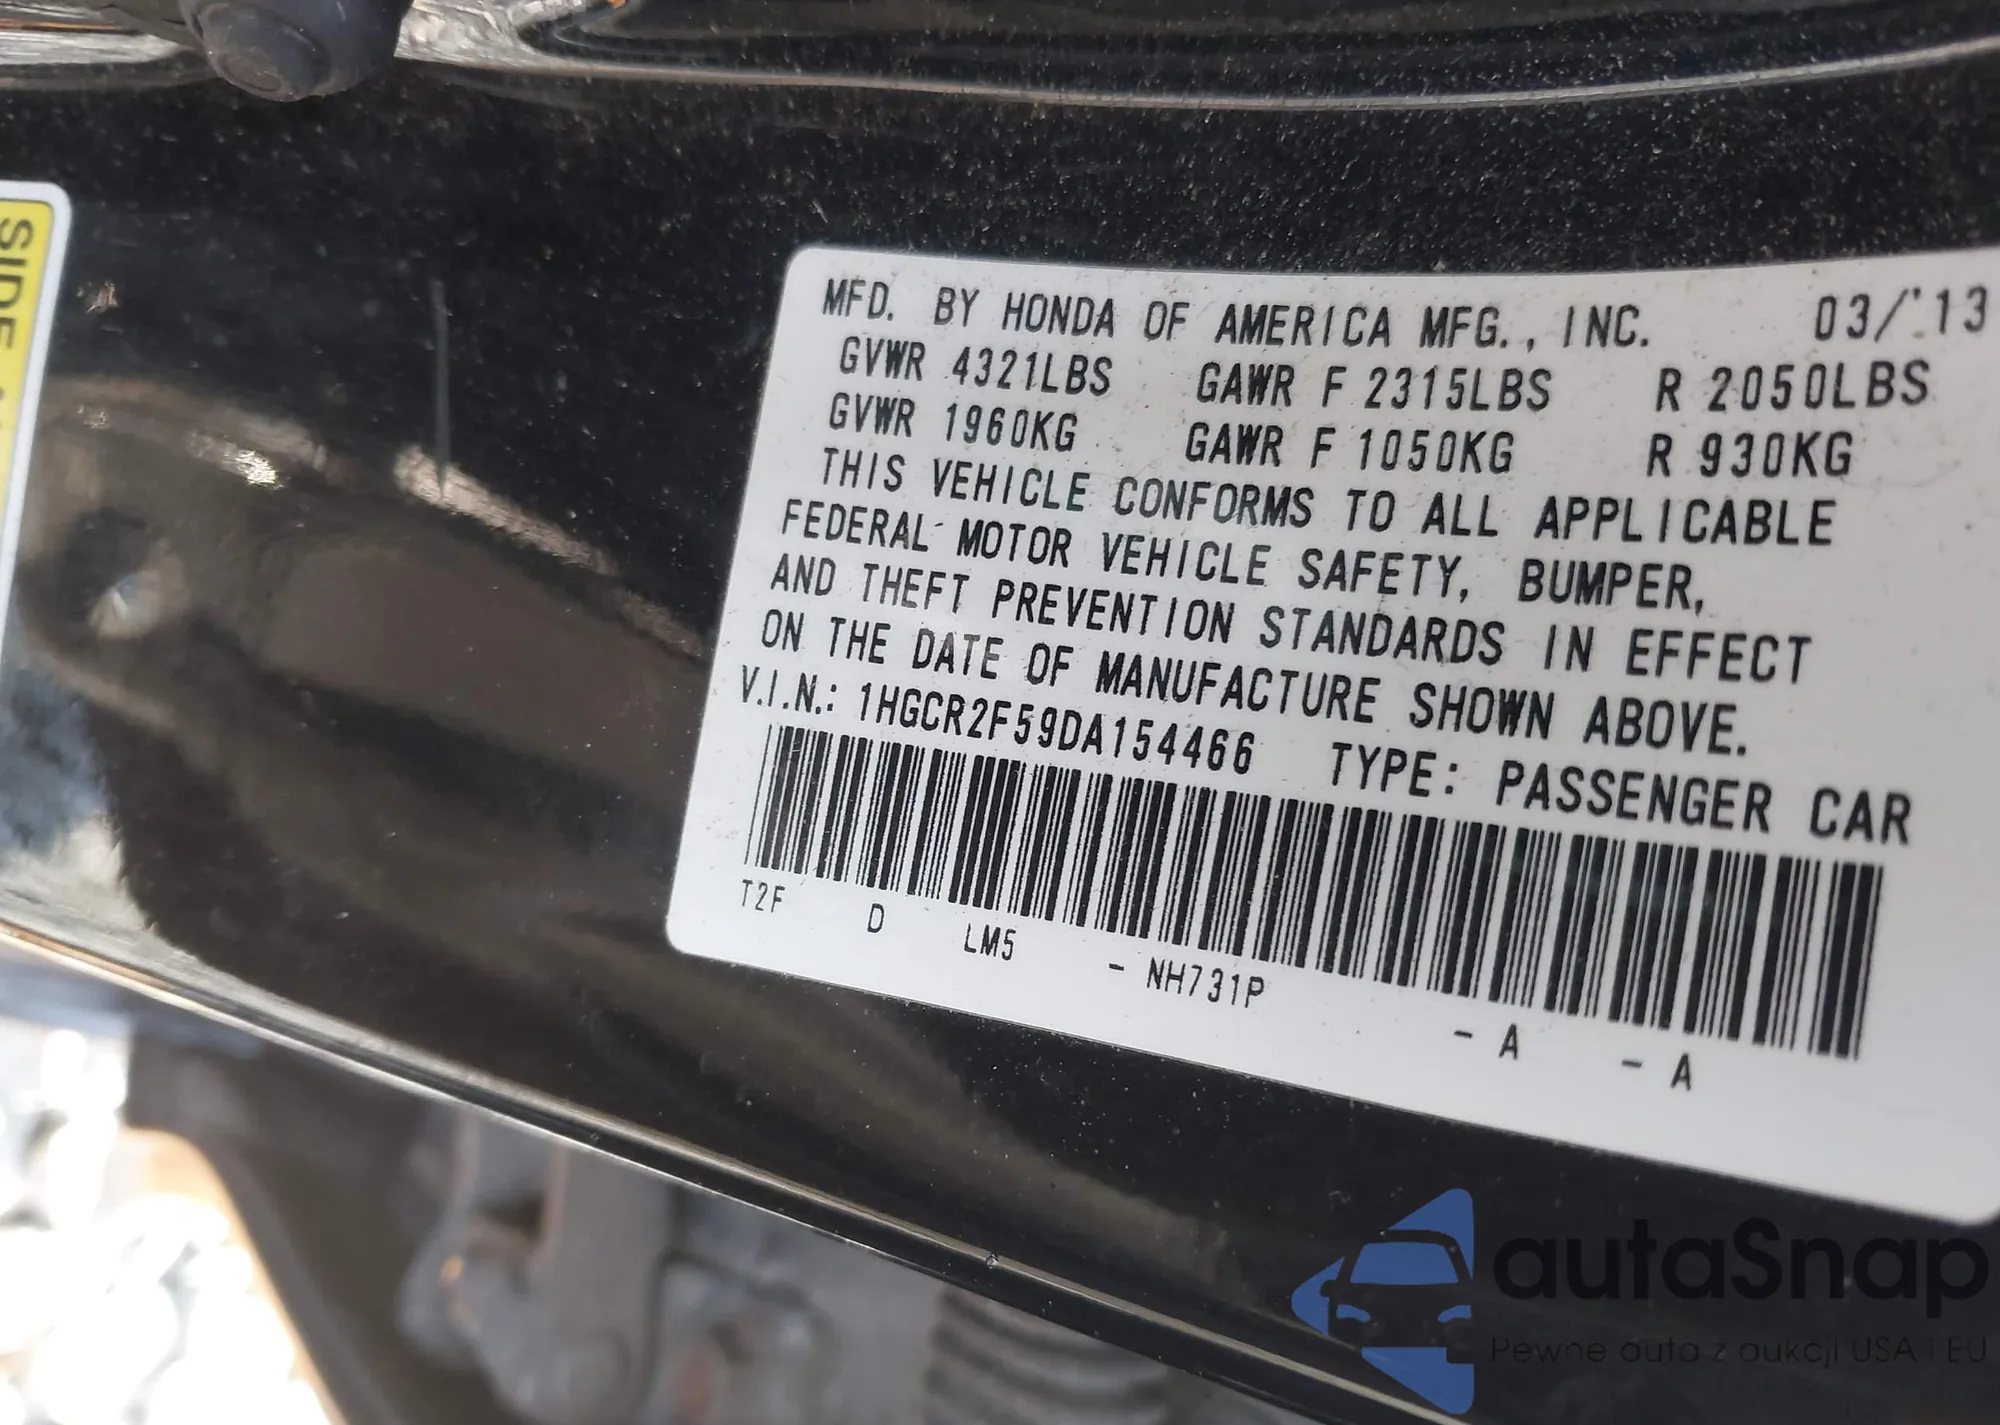 SIDE
MFD. BY HONDA OF AMERICA MFG., INC. 03/13
GVWR 4321LBS GAWR F 2315LBS R 2050LBS
GVWR 1960KG GAWR F 1050KG R 930KG
THIS VEHICLE CONFORMS TO ALL APPLICABLE
FEDERAL MOTOR VEHICLE SAFETY, BUMPER,
AND THEFT PREVENTION STANDARDS IN EFFECT
ON THE DATE OF MANUFACTURE SHOWN ABOVE.
V.I.N.: 1HGCR2F59DA154466 TYPE: PASSENGER CAR
T2F D LM5 - NH731P - A - A
autaSnap
Pewne auta z aukcji USA i EU